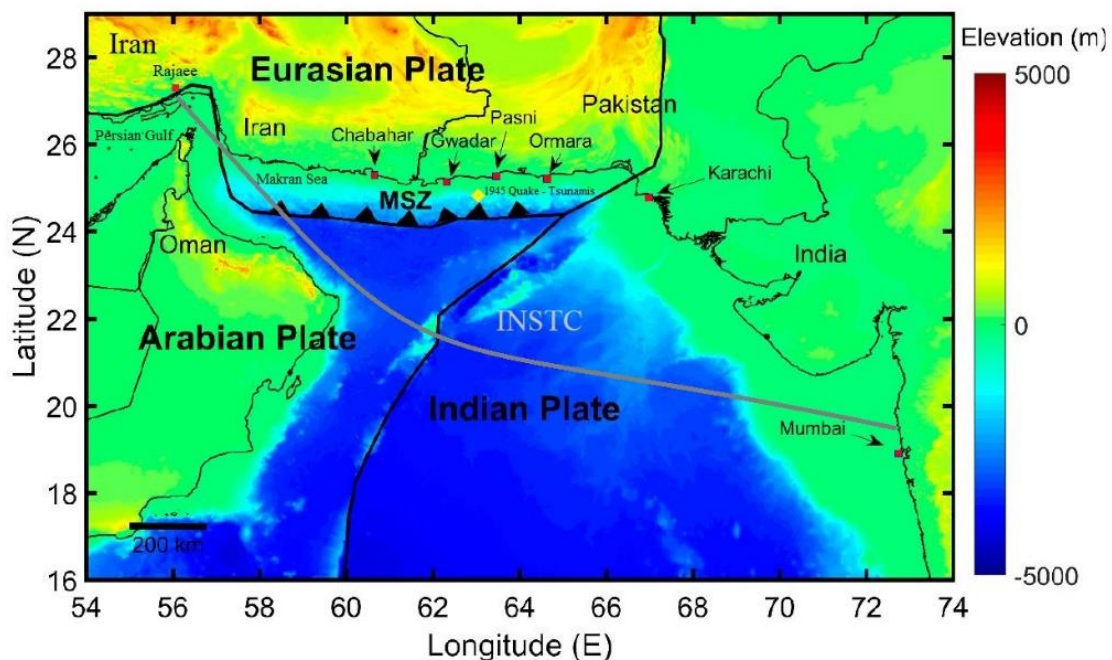 Iran
Rajaee
Eurasian Plate
Pakistan
Persian Gulf
Iran
Chabahar
Gwadar
Pasni
Ormara
Makran Sea
MSZ
1945 Quake - Tsunamis
Karachi
Oman
India
Arabian Plate
INSTC
Indian Plate
Mumbai
200 km
28
26
24
22
20
18
16
Latitude (N)
54
56
58
60
62
64
66
68
70
72
74
Longitude (E)
Elevation (m)
5000
0
-5000